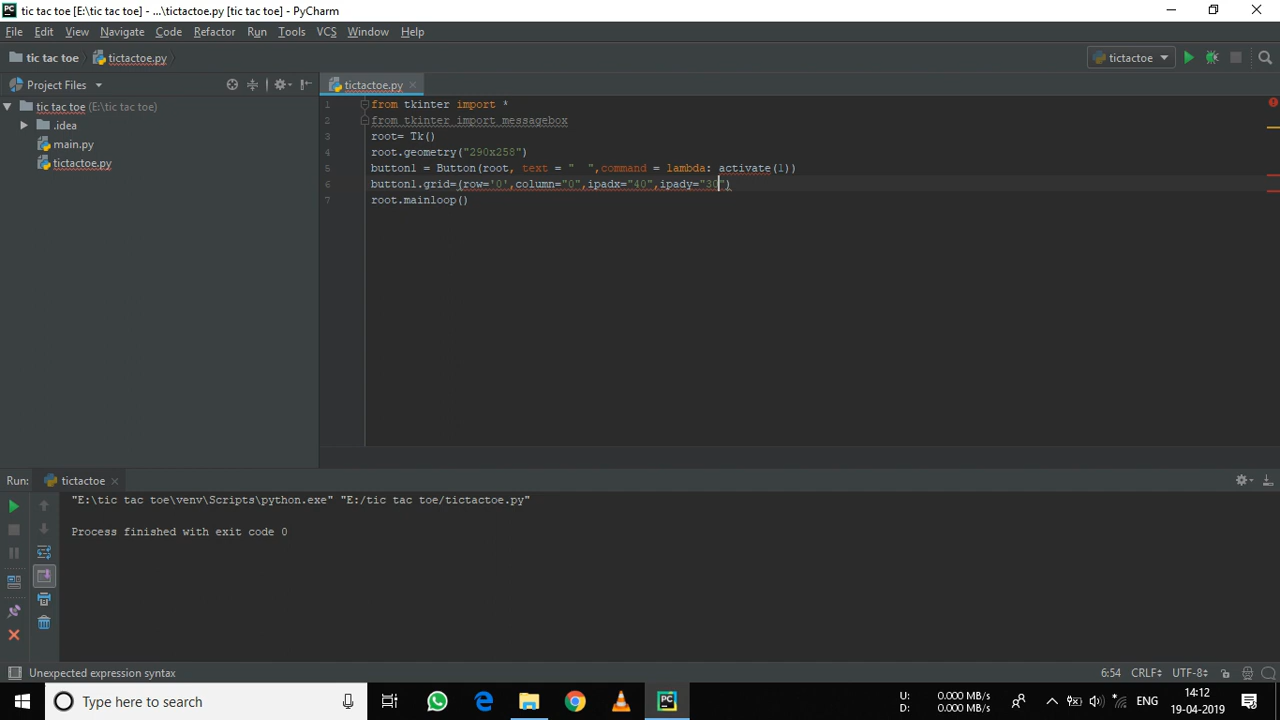 tic tac toe [E:\tic tac toe] - ...\tictactoe.py [tic tac toe] - PyCharm
File Edit View Navigate Code Refactor Run Tools VCS Window Help
tic tac toe tictactoe.py tictactoe
Project Files tictactoe.py
tic tac toe (E:\tic tac toe)
.idea
main.py
tictactoe.py
1 from tkinter import *
2 from tkinter import messagebox
3 root= Tk()
4 root.geometry("290x258")
5 button1 = Button(root, text = "  ",command = lambda: activate(1))
6 button1.grid=(row='0',column="0",ipadx="40",ipady="30")
7 root.mainloop()
Run: tictactoe
"E:\tic tac toe\venv\Scripts\python.exe" "E:/tic tac toe/tictactoe.py"
Process finished with exit code 0
Unexpected expression syntax 6:54 CRLF UTF-8
Type here to search
U: 0.000 MB/s
D: 0.000 MB/s
ENG
14:12
19-04-2019